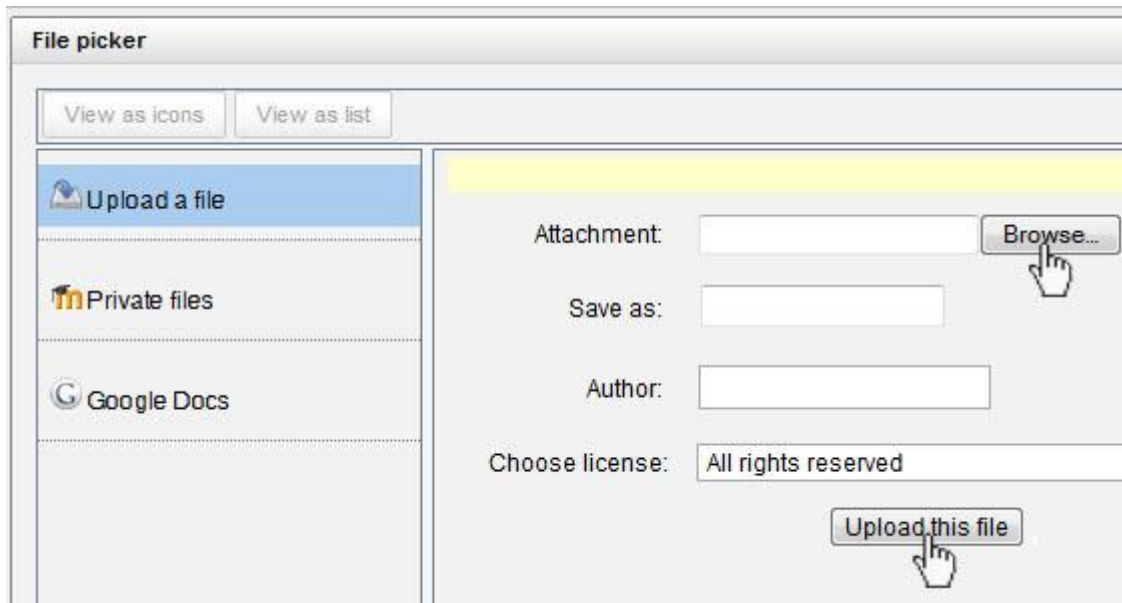 File picker
View as icons View as list
Upload a file
Private files
Google Docs
Attachment: Browse...
Save as:
Author:
Choose license: All rights reserved
Upload this file